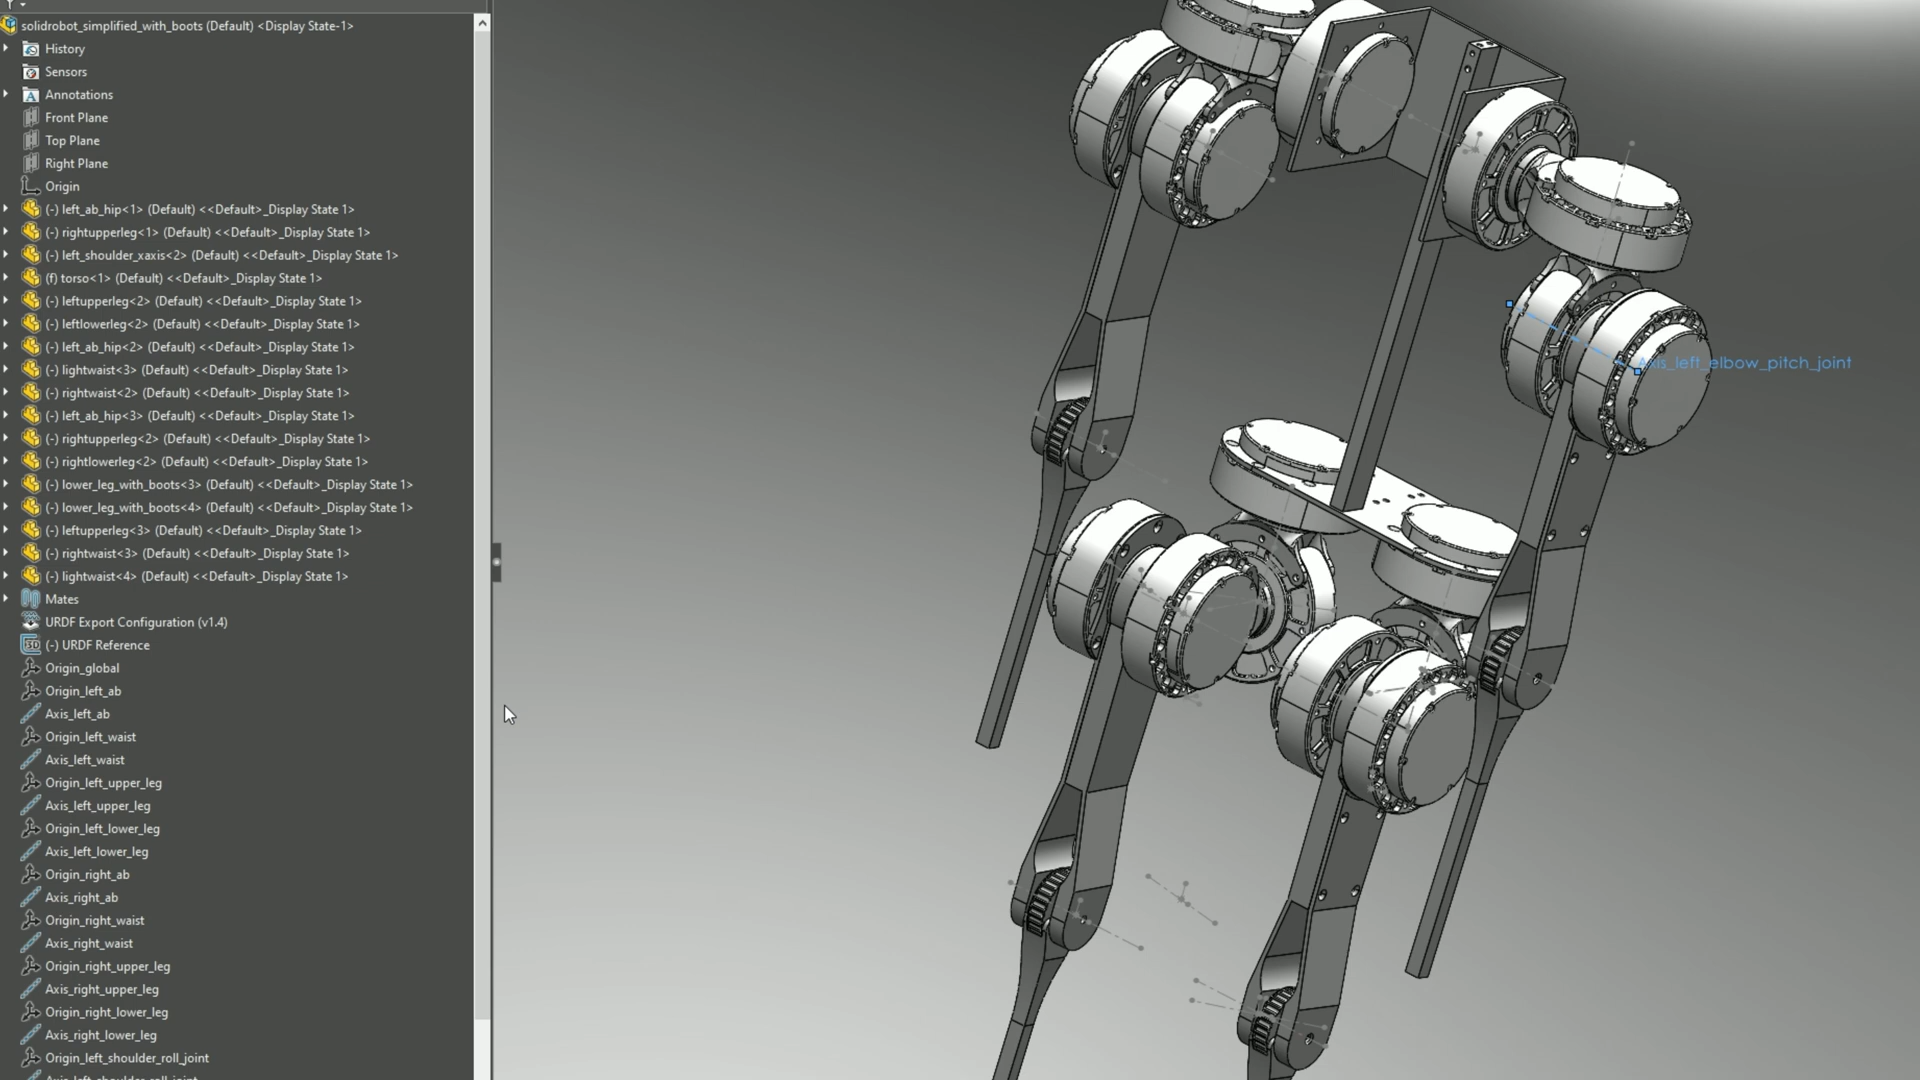 solidrobot_simplified_with_boots (Default) <Display State-1>
History
Sensors
Annotations
Front Plane
Top Plane
Right Plane
Origin
(-) left_ab_hip<1> (Default) <<Default>_Display State 1>
(-) rightupperleg<1> (Default) <<Default>_Display State 1>
(-) left_shoulder_xaxis<2> (Default) <<Default>_Display State 1>
(f) torso<1> (Default) <<Default>_Display State 1>
(-) leftupperleg<2> (Default) <<Default>_Display State 1>
(-) leftlowerleg<2> (Default) <<Default>_Display State 1>
(-) left_ab_hip<2> (Default) <<Default>_Display State 1>
(-) lightwaist<3> (Default) <<Default>_Display State 1>
(-) rightwaist<2> (Default) <<Default>_Display State 1>
(-) left_ab_hip<3> (Default) <<Default>_Display State 1>
(-) rightupperleg<2> (Default) <<Default>_Display State 1>
(-) rightlowerleg<2> (Default) <<Default>_Display State 1>
(-) lower_leg_with_boots<3> (Default) <<Default>_Display State 1>
(-) lower_leg_with_boots<4> (Default) <<Default>_Display State 1>
(-) leftupperleg<3> (Default) <<Default>_Display State 1>
(-) rightwaist<3> (Default) <<Default>_Display State 1>
(-) lightwaist<4> (Default) <<Default>_Display State 1>
Mates
URDF Export Configuration (v1.4)
(-) URDF Reference
Origin_global
Origin_left_ab
Axis_left_ab
Origin_left_waist
Axis_left_waist
Origin_left_upper_leg
Axis_left_upper_leg
Origin_left_lower_leg
Axis_left_lower_leg
Origin_right_ab
Axis_right_ab
Origin_right_waist
Axis_right_waist
Origin_right_upper_leg
Axis_right_upper_leg
Origin_right_lower_leg
Axis_right_lower_leg
Origin_left_shoulder_roll_joint
Axis_left_shoulder_roll_joint
Axis_left_elbow_pitch_joint